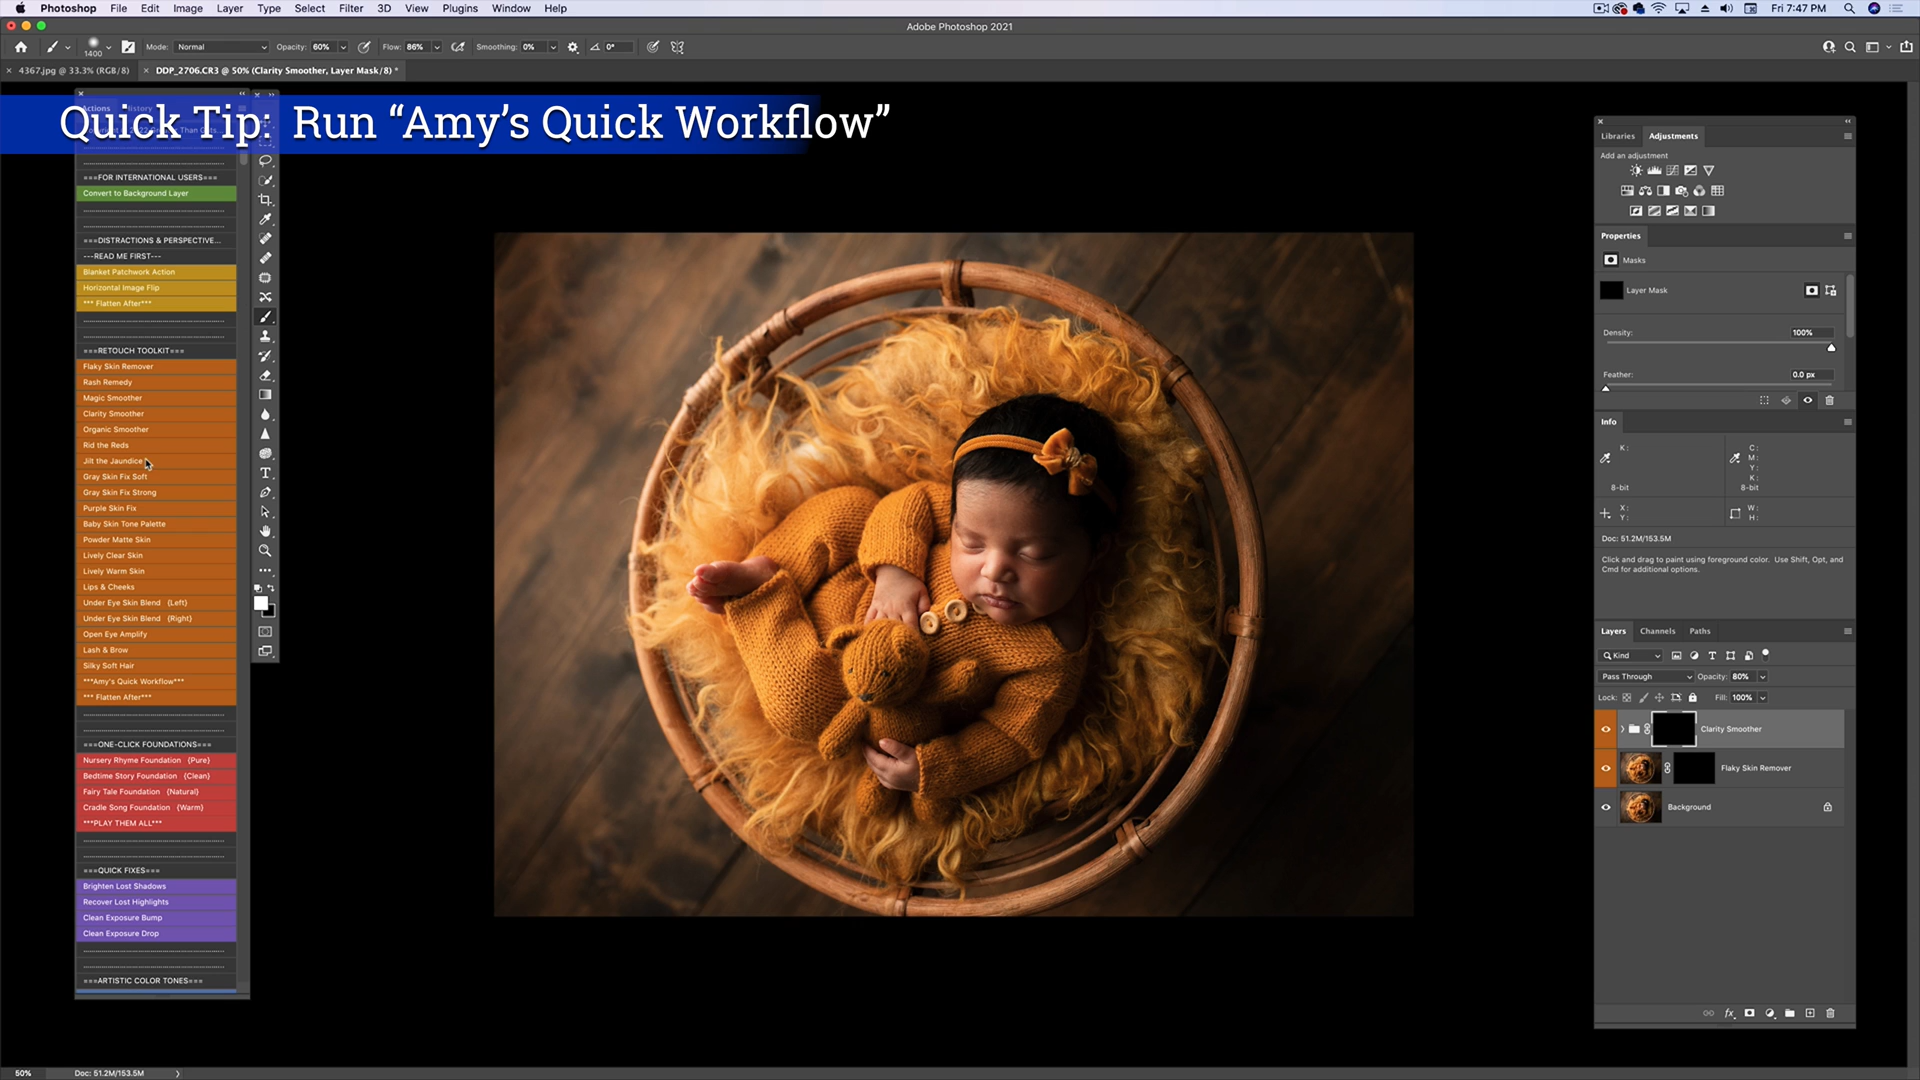 Photoshop File Edit Image Layer Type Select Filter 3D View Plugins Window Help
Fri 7:47 PM
Adobe Photoshop 2021
1400
Mode: Normal
Opacity: 60%
Flow: 86%
Smoothing: 0%
0°
× 4367.jpg @ 33.3% (RGB/8)
× DDP_2706.CR3 @ 50% (Clarity Smoother, Layer Mask/8) *
Actions History
Quick Tip: Run “Amy’s Quick Workflow”
===FOR INTERNATIONAL USERS===
Convert to Background Layer
===DISTRACTIONS & PERSPECTIVE...
---READ ME FIRST---
Blanket Patchwork Action
Horizontal Image Flip
*** Flatten After***
===RETOUCH TOOLKIT===
Flaky Skin Remover
Rash Remedy
Magic Smoother
Clarity Smoother
Organic Smoother
Rid the Reds
Jilt the Jaundice
Gray Skin Fix Soft
Gray Skin Fix Strong
Purple Skin Fix
Baby Skin Tone Palette
Powder Matte Skin
Lively Clear Skin
Lively Warm Skin
Lips & Cheeks
Under Eye Skin Blend {Left}
Under Eye Skin Blend {Right}
Open Eye Amplify
Lash & Brow
Silky Soft Hair
***Amy's Quick Workflow***
*** Flatten After***
===ONE-CLICK FOUNDATIONS===
Nursery Rhyme Foundation {Pure}
Bedtime Story Foundation {Clean}
Fairy Tale Foundation {Natural}
Cradle Song Foundation {Warm}
***PLAY THEM ALL***
===QUICK FIXES===
Brighten Lost Shadows
Recover Lost Highlights
Clean Exposure Bump
Clean Exposure Drop
===ARTISTIC COLOR TONES===
Libraries Adjustments
Add an adjustment
Properties
Masks
Layer Mask
Density: 100%
Feather: 0.0 px
Info
K:
C:
M:
Y:
K:
8-bit
8-bit
X:
Y:
W:
H:
Doc: 51.2M/153.5M
Click and drag to paint using foreground color. Use Shift, Opt, and
Cmd for additional options.
Layers Channels Paths
Kind
Pass Through
Opacity: 80%
Lock:
Fill: 100%
Clarity Smoother
Flaky Skin Remover
Background
50%
Doc: 51.2M/153.5M